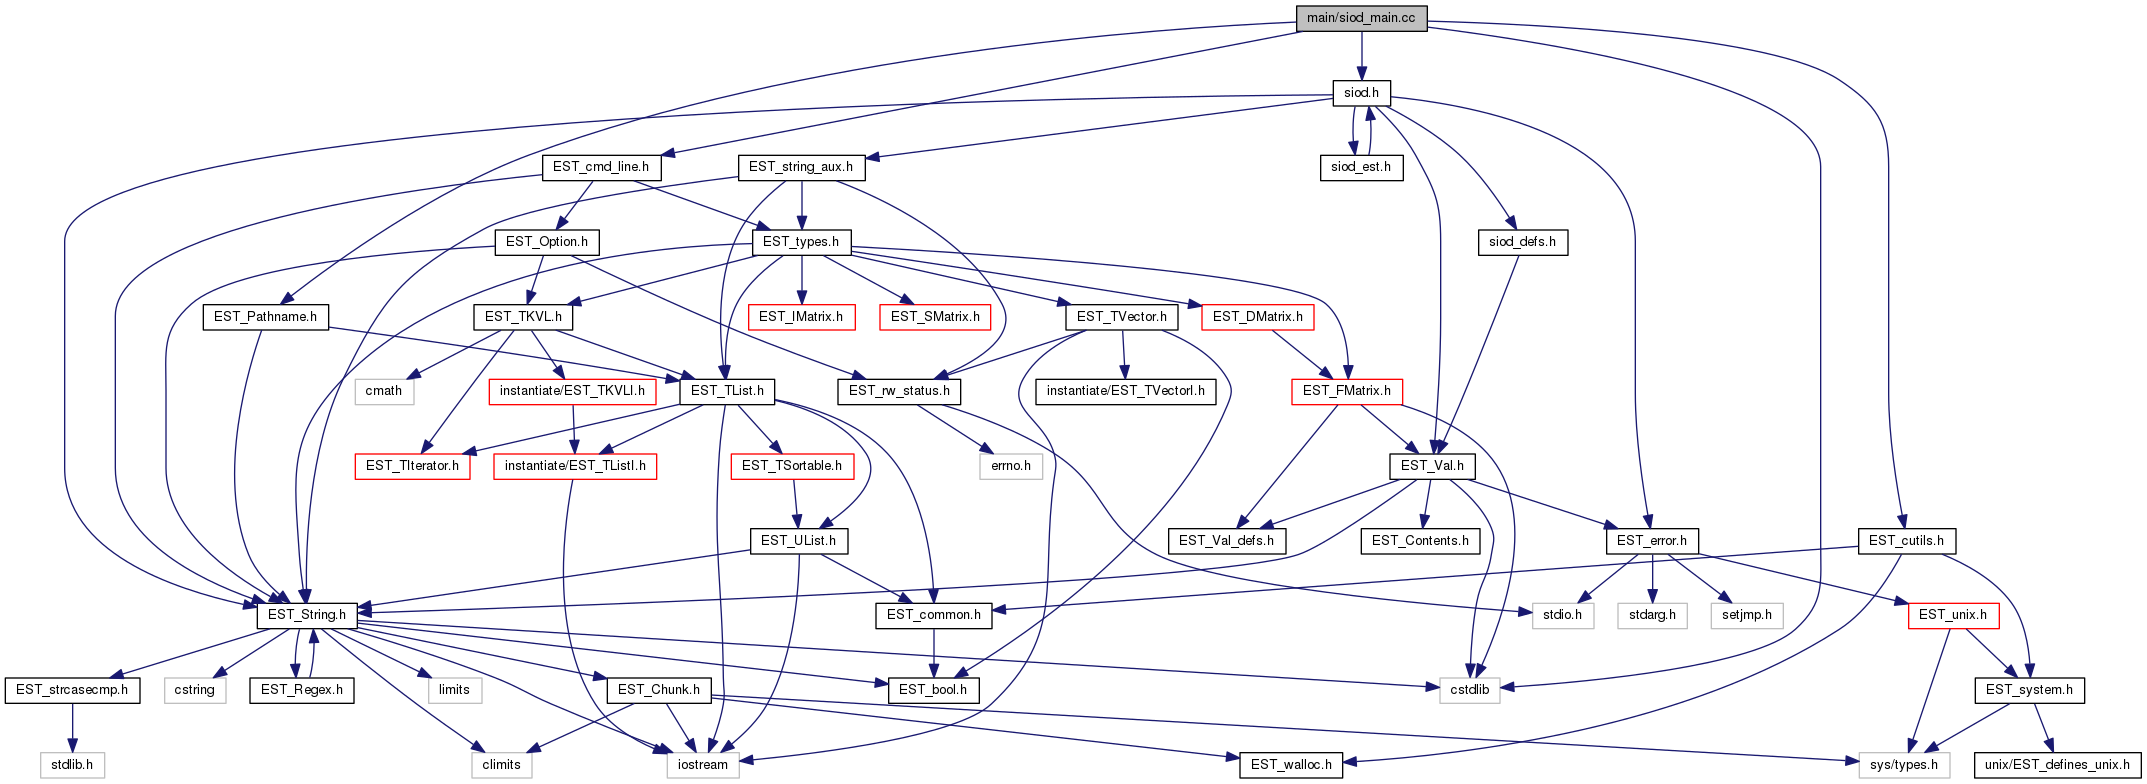 main/siod_main.cc
siod.h
EST_cmd_line.h
EST_string_aux.h
siod_est.h
EST_Option.h
EST_types.h
siod_defs.h
EST_Pathname.h
EST_TKVL.h
EST_IMatrix.h
EST_SMatrix.h
EST_TVector.h
EST_DMatrix.h
cmath
instantiate/EST_TKVLI.h
EST_TList.h
EST_rw_status.h
instantiate/EST_TVectorI.h
EST_FMatrix.h
EST_TIterator.h
instantiate/EST_TListI.h
EST_TSortable.h
errno.h
EST_Val.h
EST_UList.h
EST_Val_defs.h
EST_Contents.h
EST_error.h
EST_cutils.h
EST_String.h
EST_common.h
stdio.h
stdarg.h
setjmp.h
EST_unix.h
EST_strcasecmp.h
cstring
EST_Regex.h
limits
EST_Chunk.h
EST_bool.h
cstdlib
EST_system.h
stdlib.h
climits
iostream
EST_walloc.h
sys/types.h
unix/EST_defines_unix.h